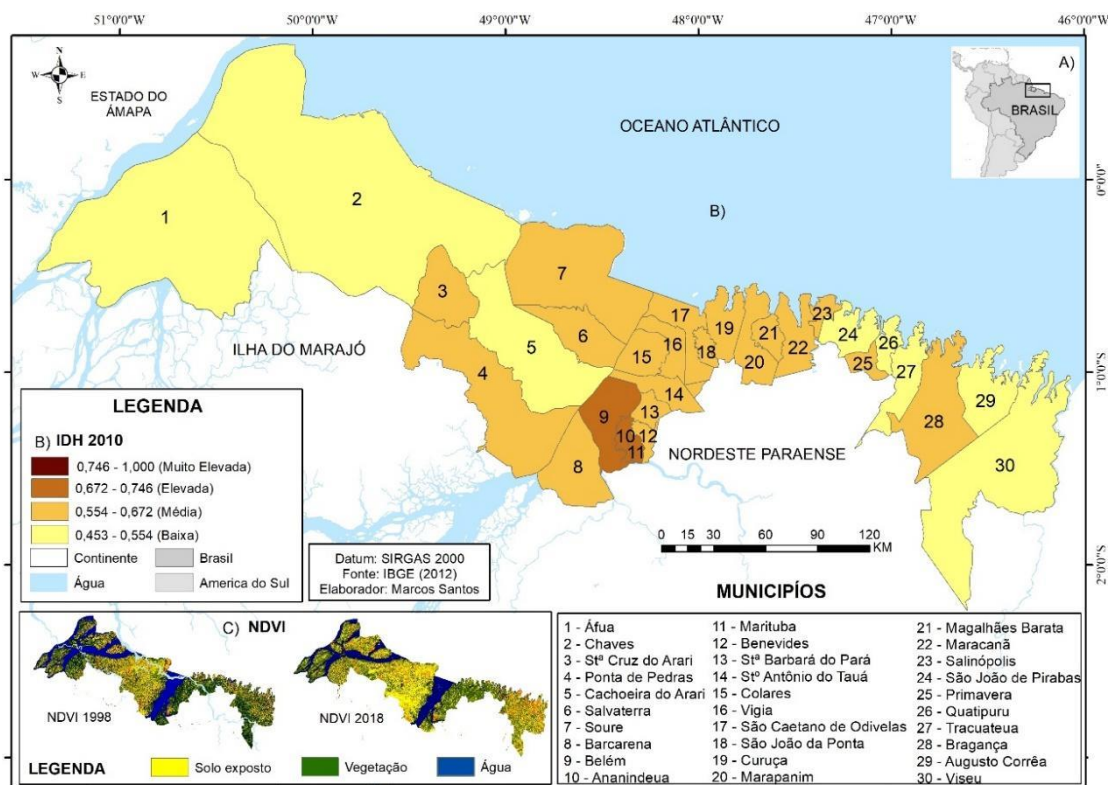 51°0'0"W 50°0'0"W 49°0'0"W 48°0'0"W 47°0'0"W 46°0'0"W
N
W E
S
ESTADO DO
ÁMAPA
OCEANO ATLÂNTICO
A)
BRASIL
0°0'0"
B)
1
2
3
4
5
6
7
8
9
10
11
12
13
14
15
16
17
18
19
20
21
22
23
24
25
26
27
28
29
30
ILHA DO MARAJÓ
NORDESTE PARAENSE
1°0'0"S
2°0'0"S
0 15 30 60 90 120
KM
LEGENDA
B) IDH 2010
0,746 - 1,000 (Muito Elevada)
0,672 - 0,746 (Elevada)
0,554 - 0,672 (Média)
0,453 - 0,554 (Baixa)
Continente Brasil
Água America do Sul
Datum: SIRGAS 2000
Fonte: IBGE (2012)
Elaborador: Marcos Santos
C) NDVI
NDVI 1998
NDVI 2018
LEGENDA Solo exposto Vegetação Água
MUNICIPÍOS
1 - Áfua
2 - Chaves
3 - Stª Cruz do Arari
4 - Ponta de Pedras
5 - Cachoeira do Arari
6 - Salvaterra
7 - Soure
8 - Barcarena
9 - Belém
10 - Ananindeua
11 - Marituba
12 - Benevides
13 - Stª Barbará do Pará
14 - Stº Antônio do Tauá
15 - Colares
16 - Vigia
17 - São Caetano de Odivelas
18 - São João da Ponta
19 - Curuça
20 - Marapanim
21 - Magalhães Barata
22 - Maracanã
23 - Salinópolis
24 - São João de Pirabas
25 - Primavera
26 - Quatipuru
27 - Tracuateua
28 - Bragança
29 - Augusto Corrêa
30 - Viseu